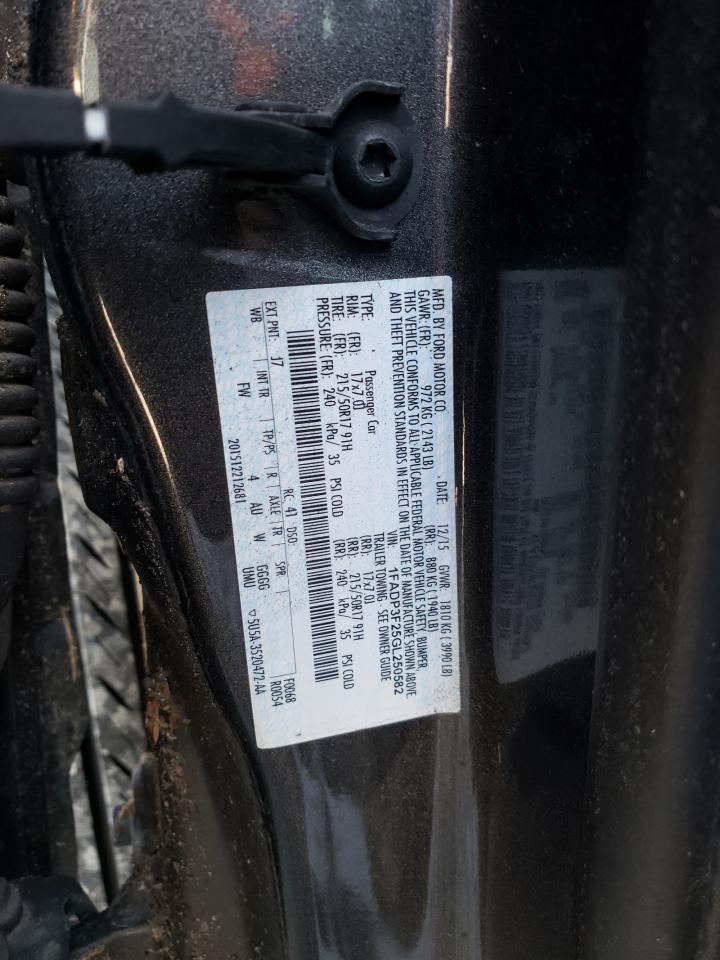 MFD. BY FORD MOTOR CO.
DATE: 12/15 GVWR: 1810 KG (3990 LB)
GAWR: (FR): 972 KG (2143 LB) (RR): 880 KG (1940 LB)
THIS VEHICLE CONFORMS TO ALL APPLICABLE FEDERAL MOTOR VEHICLE SAFETY, BUMPER,
AND THEFT PREVENTION STANDARDS IN EFFECT ON THE DATE OF MANUFACTURE SHOWN ABOVE.
VIN: 1FADP3F25GL250582
TYPE: Passenger Car TRAILER TOWING - SEE OWNER GUIDE
RIM: (FR): 17x7.0J (RR): 17x7.0J
TIRE: (FR): 215/50R17 91H (RR): 215/50R17 91H
PRESSURE: (FR): 240 kPa/ 35 PSI COLD (RR): 240 kPa/ 35 PSI COLD
RC: 41 DSO: F0068
EXT PNT: J7 R0054
WB INT TR TP/PS R AXLE TR SPR
FW 4 AU W GGGG
201512212681 UMU ▽5U5A-3520472-AA